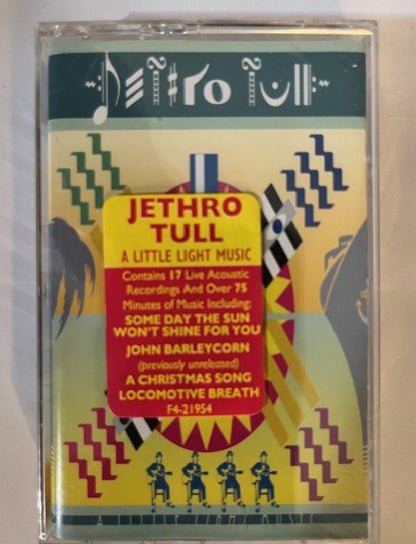 Jethro Tull
JETHRO
TULL
A LITTLE LIGHT MUSIC
Contains 17 Live Acoustic
Recordings And Over 75
Minutes of Music Including:
SOME DAY THE SUN
WON'T SHINE FOR YOU
JOHN BARLEYCORN
(previously unreleased)
A CHRISTMAS SONG
LOCOMOTIVE BREATH
F4-21954
A LITTLE LIGHT MUSIC